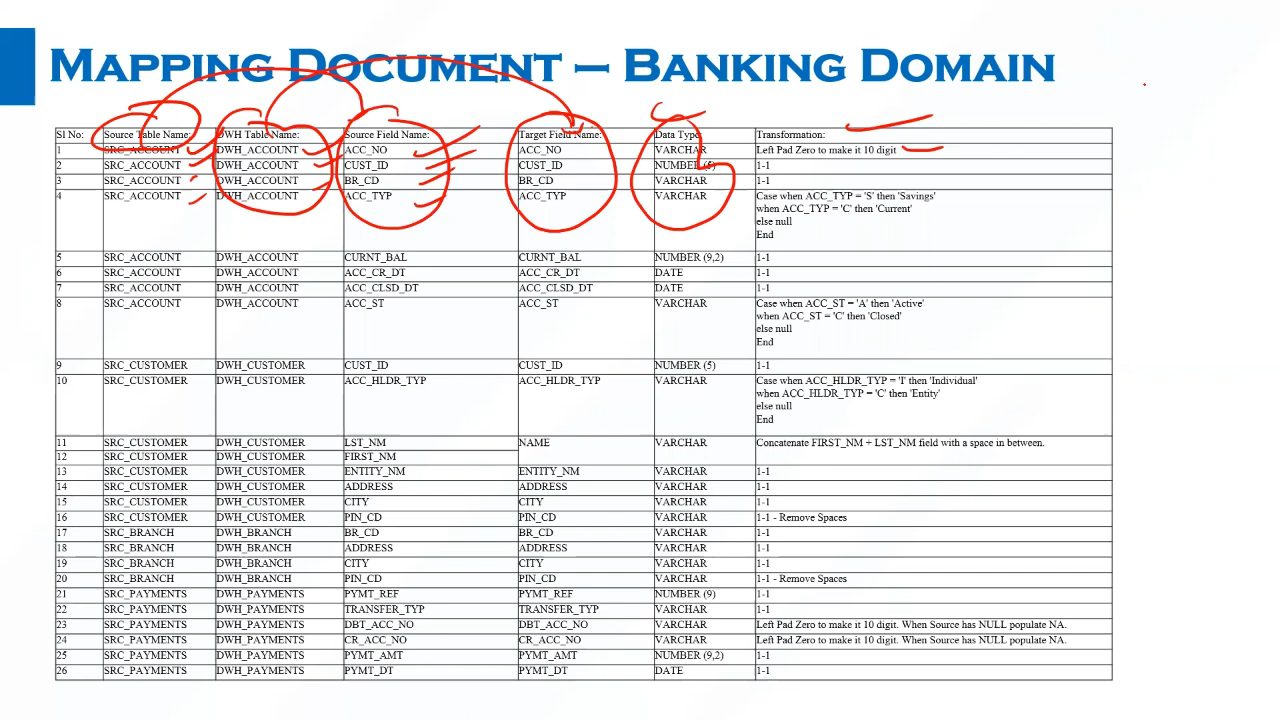 MAPPING DOCUMENT – BANKING DOMAIN
Sl No: Source Table Name: DWH Table Name: Source Field Name: Target Field Name: Data Type: Transformation:
1 SRC_ACCOUNT DWH_ACCOUNT ACC_NO ACC_NO VARCHAR Left Pad Zero to make it 10 digit
2 SRC_ACCOUNT DWH_ACCOUNT CUST_ID CUST_ID NUMBER (5) 1-1
3 SRC_ACCOUNT DWH_ACCOUNT BR_CD BR_CD VARCHAR 1-1
4 SRC_ACCOUNT DWH_ACCOUNT ACC_TYP ACC_TYP VARCHAR Case when ACC_TYP = 'S' then 'Savings'
when ACC_TYP = 'C' then 'Current'
else null
End
5 SRC_ACCOUNT DWH_ACCOUNT CURNT_BAL CURNT_BAL NUMBER (9,2) 1-1
6 SRC_ACCOUNT DWH_ACCOUNT ACC_CR_DT ACC_CR_DT DATE 1-1
7 SRC_ACCOUNT DWH_ACCOUNT ACC_CLSD_DT ACC_CLSD_DT DATE 1-1
8 SRC_ACCOUNT DWH_ACCOUNT ACC_ST ACC_ST VARCHAR Case when ACC_ST = 'A' then 'Active'
when ACC_ST = 'C' then 'Closed'
else null
End
9 SRC_CUSTOMER DWH_CUSTOMER CUST_ID CUST_ID NUMBER (5) 1-1
10 SRC_CUSTOMER DWH_CUSTOMER ACC_HLDR_TYP ACC_HLDR_TYP VARCHAR Case when ACC_HLDR_TYP = 'I' then 'Individual'
when ACC_HLDR_TYP = 'C' then 'Entity'
else null
End
11 SRC_CUSTOMER DWH_CUSTOMER LST_NM NAME VARCHAR Concatenate FIRST_NM + LST_NM field with a space in between.
12 SRC_CUSTOMER DWH_CUSTOMER FIRST_NM
13 SRC_CUSTOMER DWH_CUSTOMER ENTITY_NM ENTITY_NM VARCHAR 1-1
14 SRC_CUSTOMER DWH_CUSTOMER ADDRESS ADDRESS VARCHAR 1-1
15 SRC_CUSTOMER DWH_CUSTOMER CITY CITY VARCHAR 1-1
16 SRC_CUSTOMER DWH_CUSTOMER PIN_CD PIN_CD VARCHAR 1-1 - Remove Spaces
17 SRC_BRANCH DWH_BRANCH BR_CD BR_CD VARCHAR 1-1
18 SRC_BRANCH DWH_BRANCH ADDRESS ADDRESS VARCHAR 1-1
19 SRC_BRANCH DWH_BRANCH CITY CITY VARCHAR 1-1
20 SRC_BRANCH DWH_BRANCH PIN_CD PIN_CD VARCHAR 1-1 - Remove Spaces
21 SRC_PAYMENTS DWH_PAYMENTS PYMT_REF PYMT_REF NUMBER (9) 1-1
22 SRC_PAYMENTS DWH_PAYMENTS TRANSFER_TYP TRANSFER_TYP VARCHAR 1-1
23 SRC_PAYMENTS DWH_PAYMENTS DBT_ACC_NO DBT_ACC_NO VARCHAR Left Pad Zero to make it 10 digit. When Source has NULL populate NA.
24 SRC_PAYMENTS DWH_PAYMENTS CR_ACC_NO CR_ACC_NO VARCHAR Left Pad Zero to make it 10 digit. When Source has NULL populate NA.
25 SRC_PAYMENTS DWH_PAYMENTS PYMT_AMT PYMT_AMT NUMBER (9,2) 1-1
26 SRC_PAYMENTS DWH_PAYMENTS PYMT_DT PYMT_DT DATE 1-1